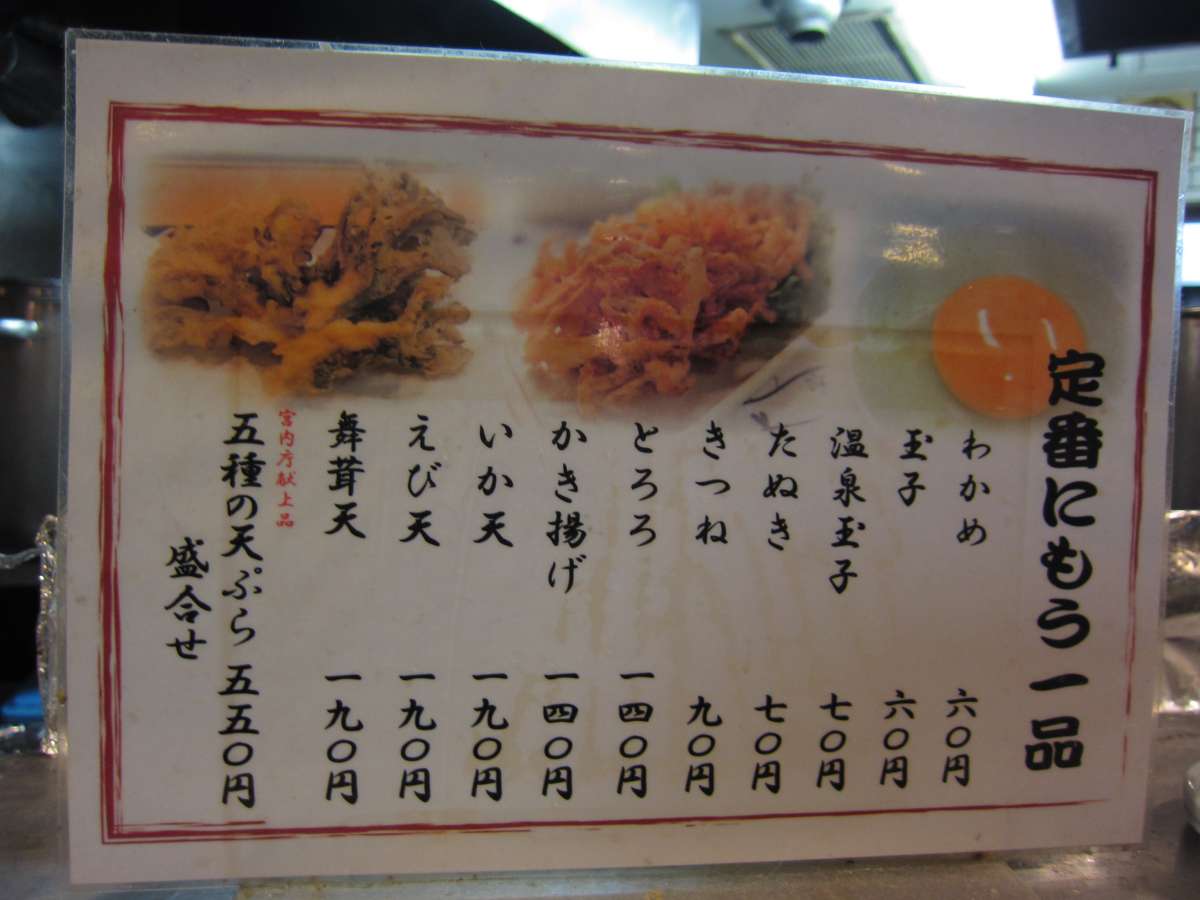 定番にもう一品
わかめ 六〇円
玉子 六〇円
温泉玉子 七〇円
たぬき 七〇円
きつね 九〇円
とろろ 一四〇円
かき揚げ 一四〇円
いか天 一九〇円
えび天 一九〇円
舞茸天 一九〇円
宮内庁献上品
五種の天ぷら 五五〇円
盛合せ